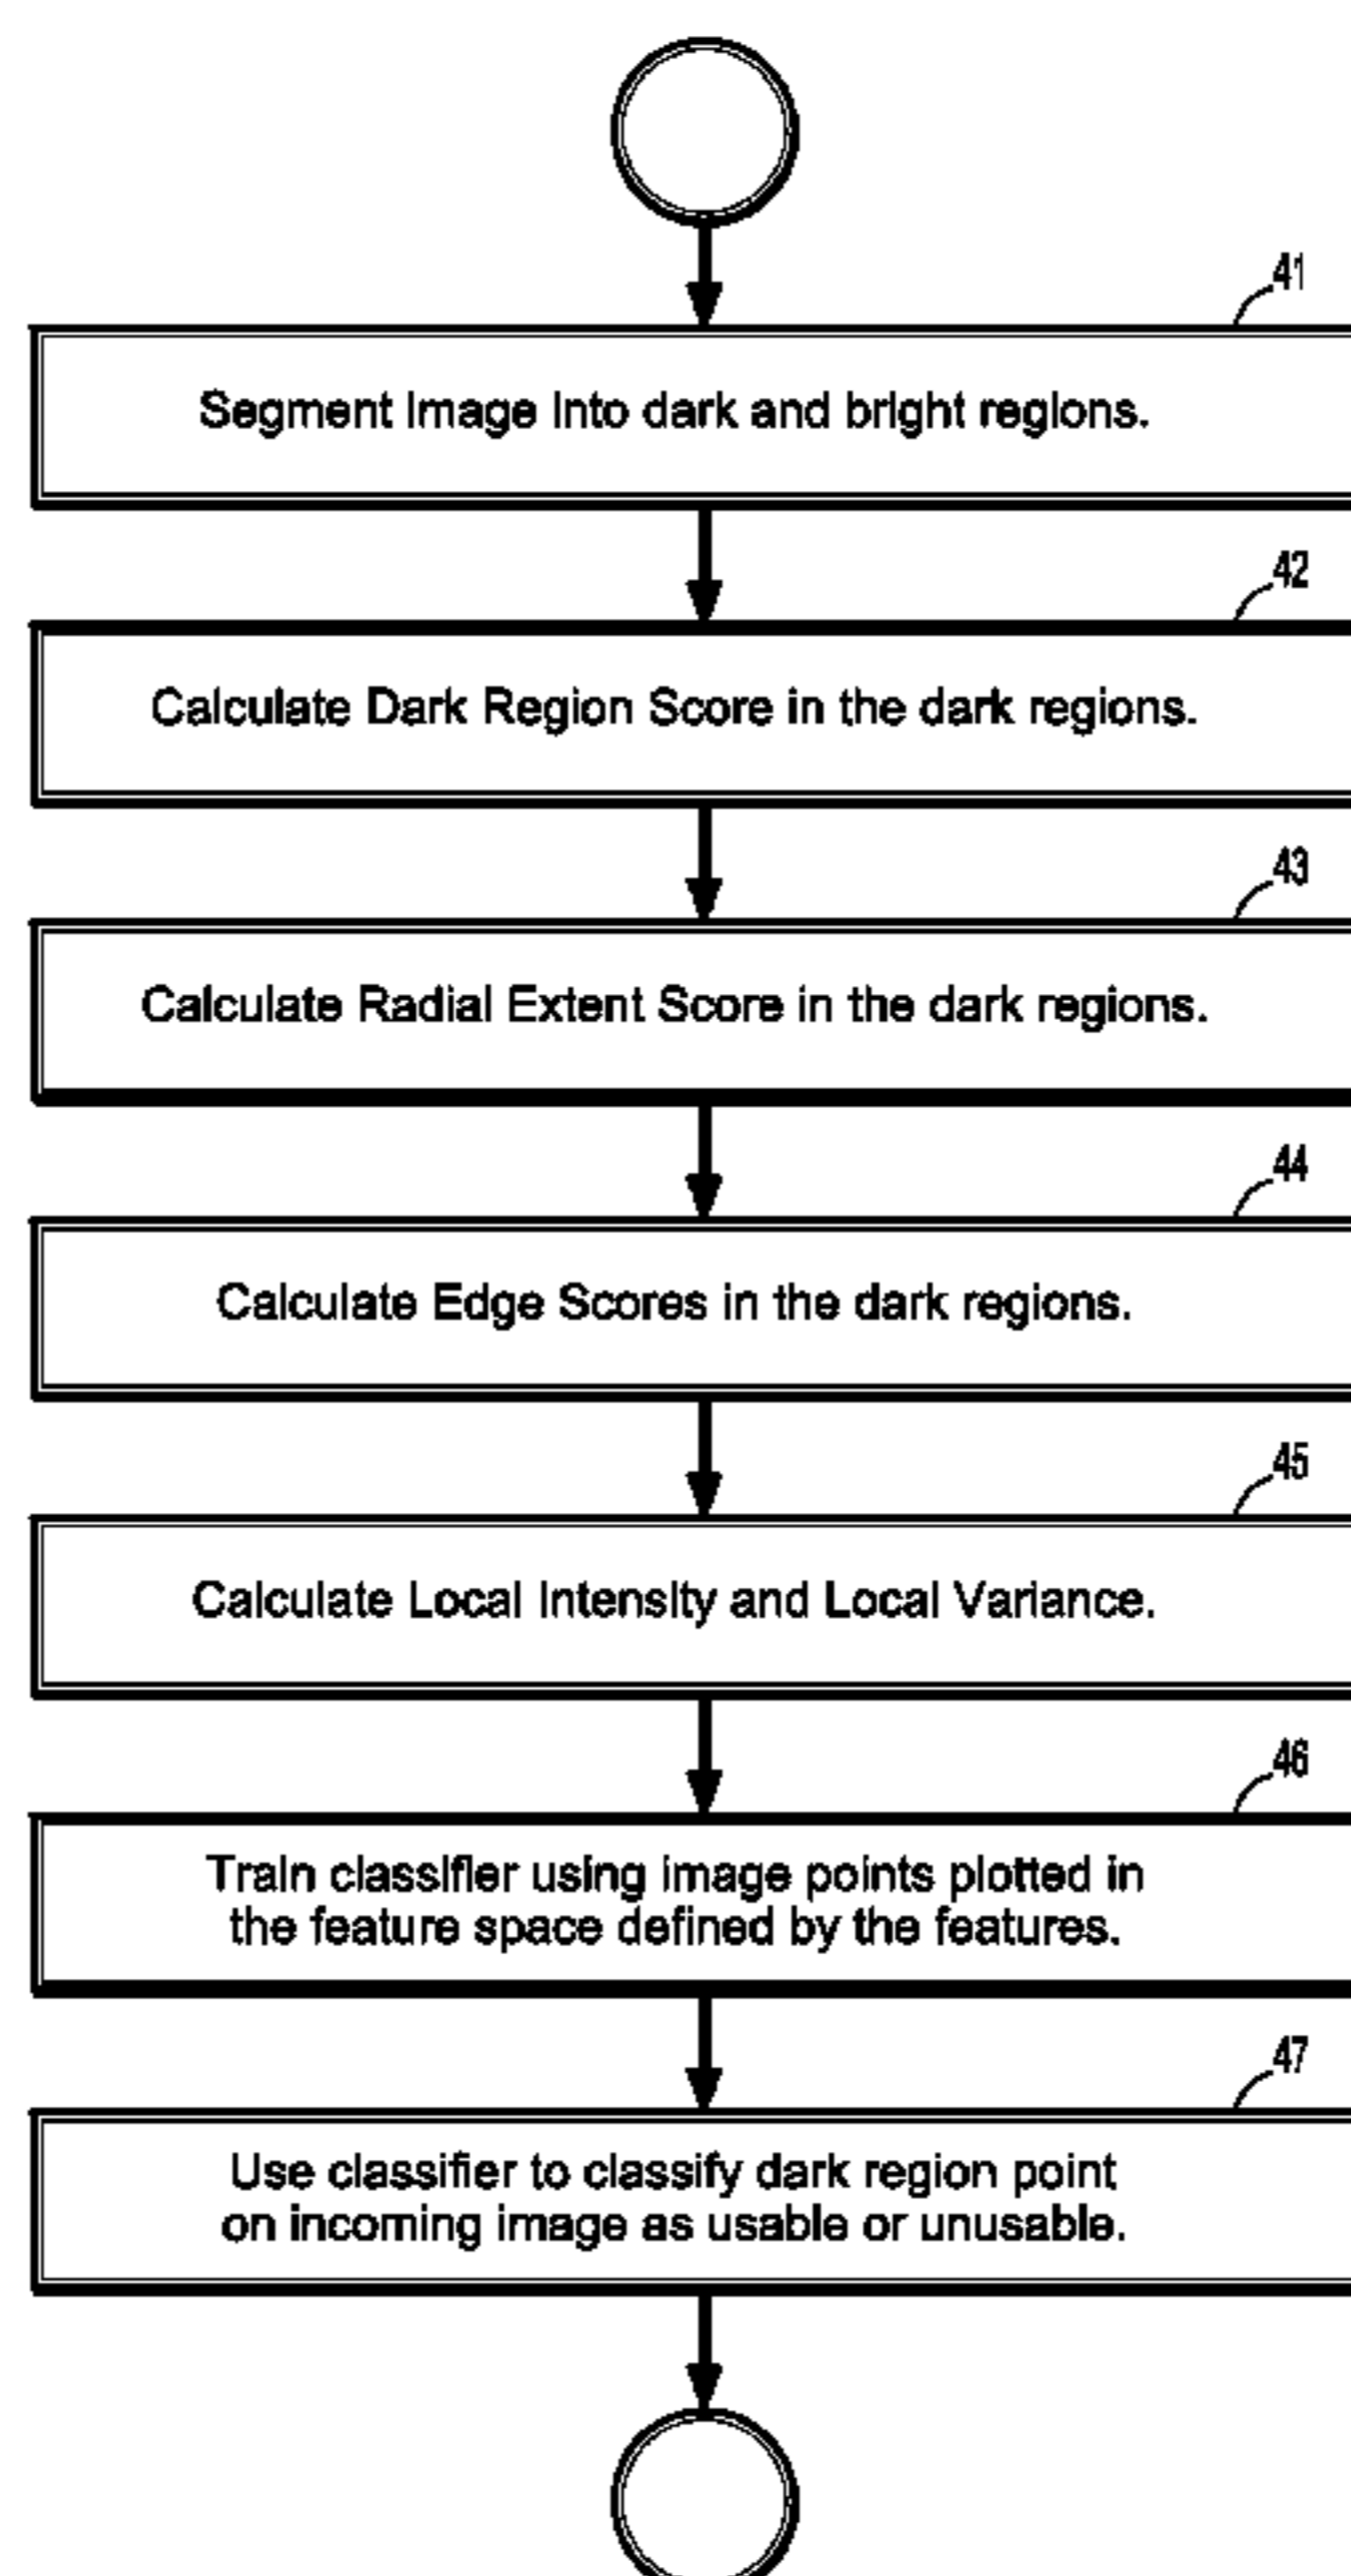 41
Segment image into dark and bright regions.
42
Calculate Dark Region Score in the dark regions.
43
Calculate Radial Extent Score in the dark regions.
44
Calculate Edge Scores in the dark regions.
45
Calculate Local Intensity and Local Variance.
46
Train classifier using image points plotted in
the feature space defined by the features.
47
Use classifier to classify dark region point
on incoming image as usable or unusable.